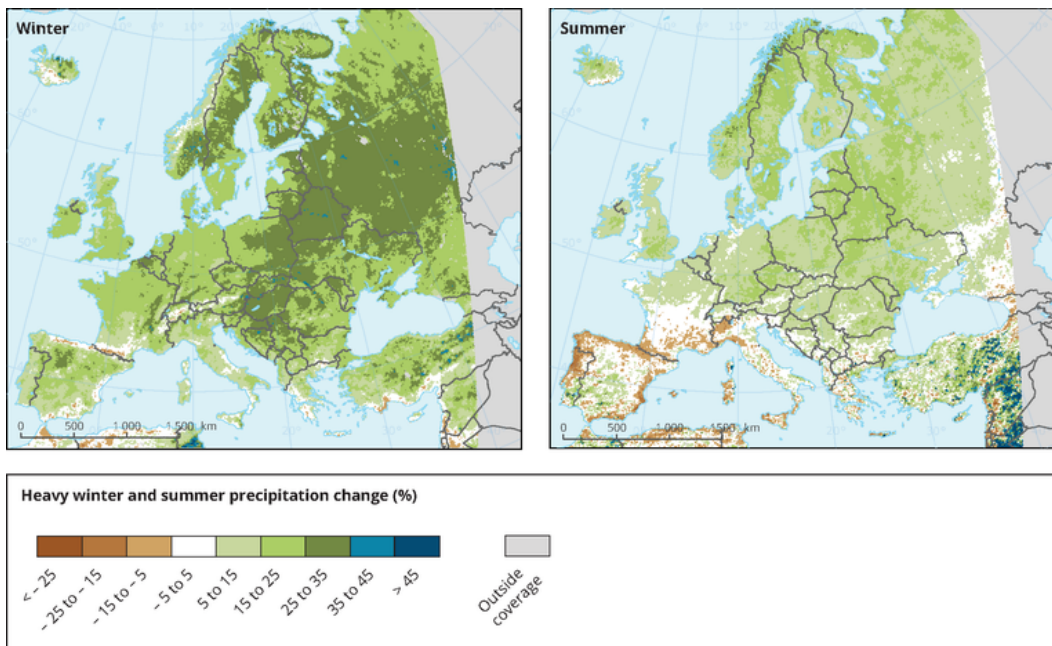 Winter
Summer
50°
0 500 1 000 1 500 km
0 500 1 000 1500 km
Heavy winter and summer precipitation change (%)
< – 25
– 25 to – 15
– 15 to – 5
– 5 to 5
5 to 15
15 to 25
25 to 35
35 to 45
> 45
Outside
coverage